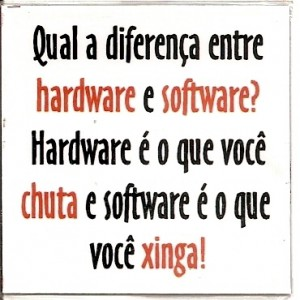 Qual a diferença entre
hardware e software?
Hardware é o que você
chuta e software é o que
você xinga!